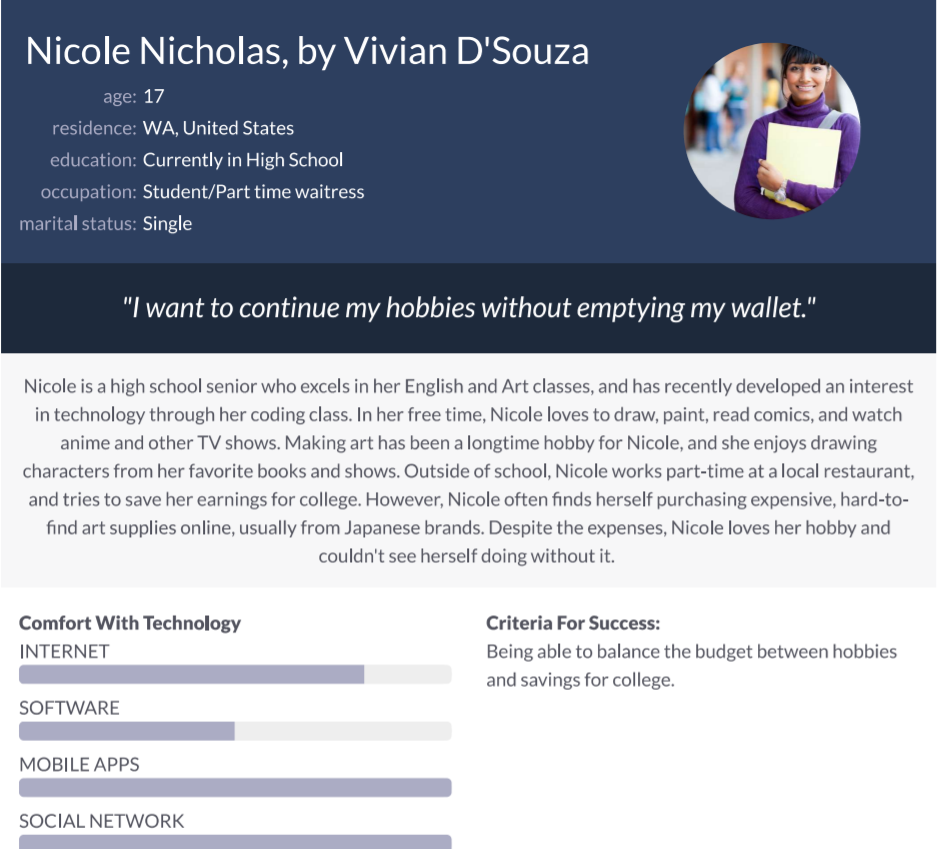 Nicole Nicholas, by Vivian D'Souza
age: 17
residence: WA, United States
education: Currently in High School
occupation: Student/Part time waitress
marital status: Single
"I want to continue my hobbies without emptying my wallet."
Nicole is a high school senior who excels in her English and Art classes, and has recently developed an interest
in technology through her coding class. In her free time, Nicole loves to draw, paint, read comics, and watch
anime and other TV shows. Making art has been a longtime hobby for Nicole, and she enjoys drawing
characters from her favorite books and shows. Outside of school, Nicole works part-time at a local restaurant,
and tries to save her earnings for college. However, Nicole often finds herself purchasing expensive, hard-to-
find art supplies online, usually from Japanese brands. Despite the expenses, Nicole loves her hobby and
couldn't see herself doing without it.
Comfort With Technology
INTERNET
SOFTWARE
MOBILE APPS
SOCIAL NETWORK
Criteria For Success:
Being able to balance the budget between hobbies
and savings for college.